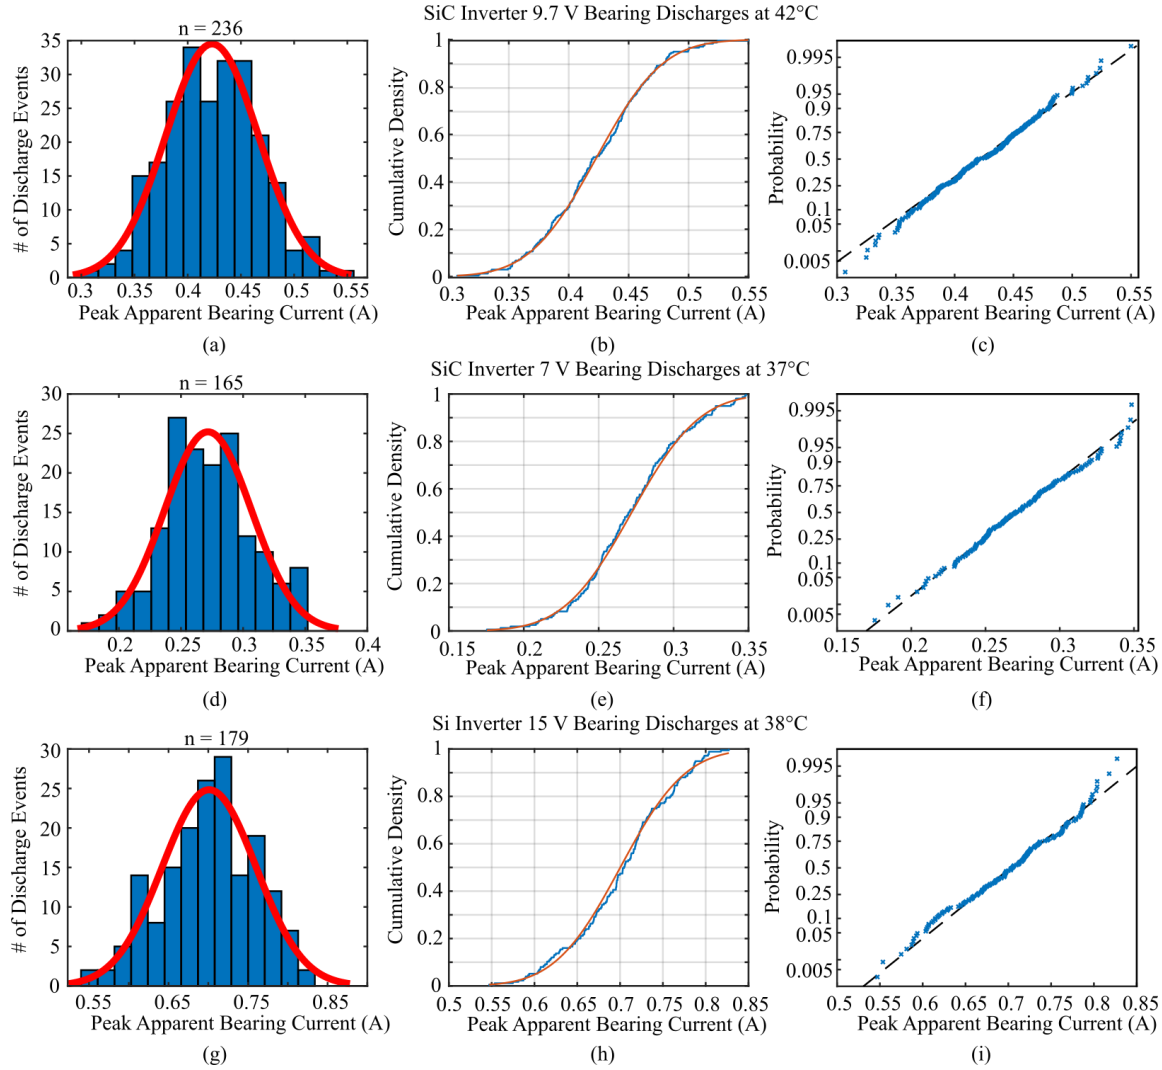 SiC Inverter 9.7 V Bearing Discharges at 42°C
n = 236
# of Discharge Events
35
30
25
20
15
10
5
0
0.3 0.35 0.4 0.45 0.5 0.55
Peak Apparent Bearing Current (A)
(a)
Cumulative Density
1
0.8
0.6
0.4
0.2
0
0.3 0.35 0.4 0.45 0.5 0.55
Peak Apparent Bearing Current (A)
(b)
Probability
0.995
0.95
0.9
0.75
0.5
0.25
0.1
0.05
0.005
0.3 0.35 0.4 0.45 0.5 0.55
Peak Apparent Bearing Current (A)
(c)
SiC Inverter 7 V Bearing Discharges at 37°C
n = 165
# of Discharge Events
30
25
20
15
10
5
0
0.2 0.25 0.3 0.35 0.4
Peak Apparent Bearing Current (A)
(d)
Cumulative Density
1
0.8
0.6
0.4
0.2
0
0.15 0.2 0.25 0.3 0.35
Peak Apparent Bearing Current (A)
(e)
Probability
0.995
0.95
0.9
0.75
0.5
0.25
0.1
0.05
0.005
0.15 0.2 0.25 0.3 0.35
Peak Apparent Bearing Current (A)
(f)
Si Inverter 15 V Bearing Discharges at 38°C
n = 179
# of Discharge Events
30
25
20
15
10
5
0
0.55 0.65 0.75 0.85
Peak Apparent Bearing Current (A)
(g)
Cumulative Density
1
0.8
0.6
0.4
0.2
0
0.5 0.55 0.6 0.65 0.7 0.75 0.8 0.85
Peak Apparent Bearing Current (A)
(h)
Probability
0.995
0.95
0.9
0.75
0.5
0.25
0.1
0.05
0.005
0.5 0.55 0.6 0.65 0.7 0.75 0.8 0.85
Peak Apparent Bearing Current (A)
(i)